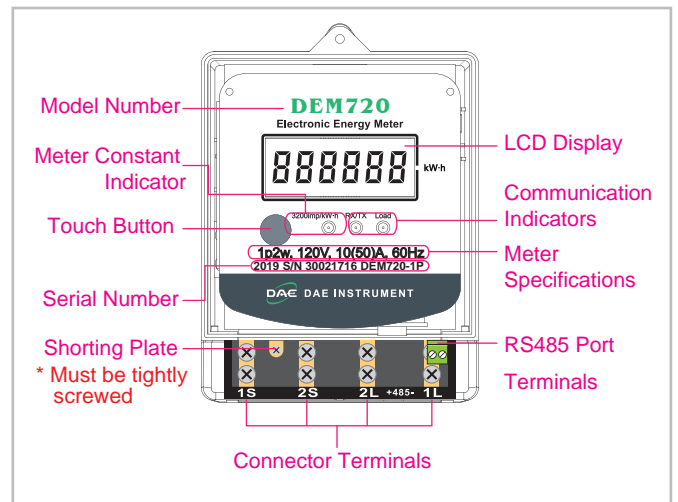 Model Number
DEM720
Electronic Energy Meter
LCD Display
888888
kW·h
Meter Constant
Indicator
3200imp/kW·h RX/TX Load
Communication
Indicators
Touch Button
1p2w, 120V, 10(50)A, 60Hz
Meter
Specifications
2019 S/N 30021716 DEM720-1P
Serial Number
DAE DAE INSTRUMENT
Shorting Plate
* Must be tightly
screwed
RS485 Port
Terminals
1S 2S 2L +485- 1L
Connector Terminals